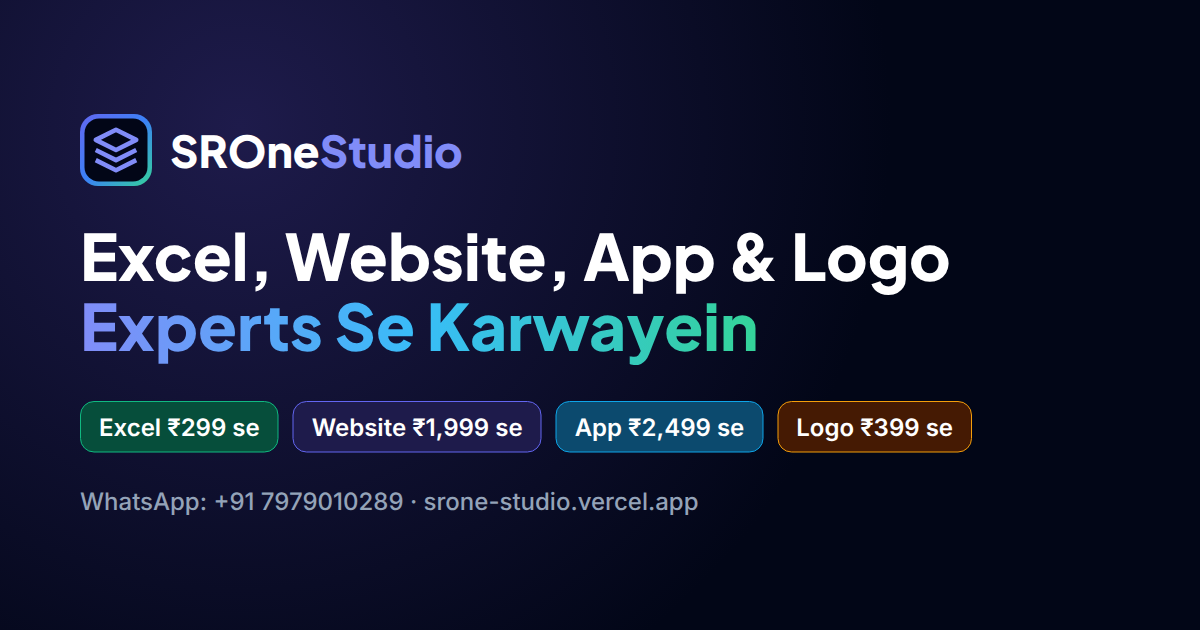 SROneStudio
Excel, Website, App & Logo
Experts Se Karwayein
Excel ₹299 se Website ₹1,999 se App ₹2,499 se Logo ₹399 se
WhatsApp: +91 7979010289 · srone-studio.vercel.app